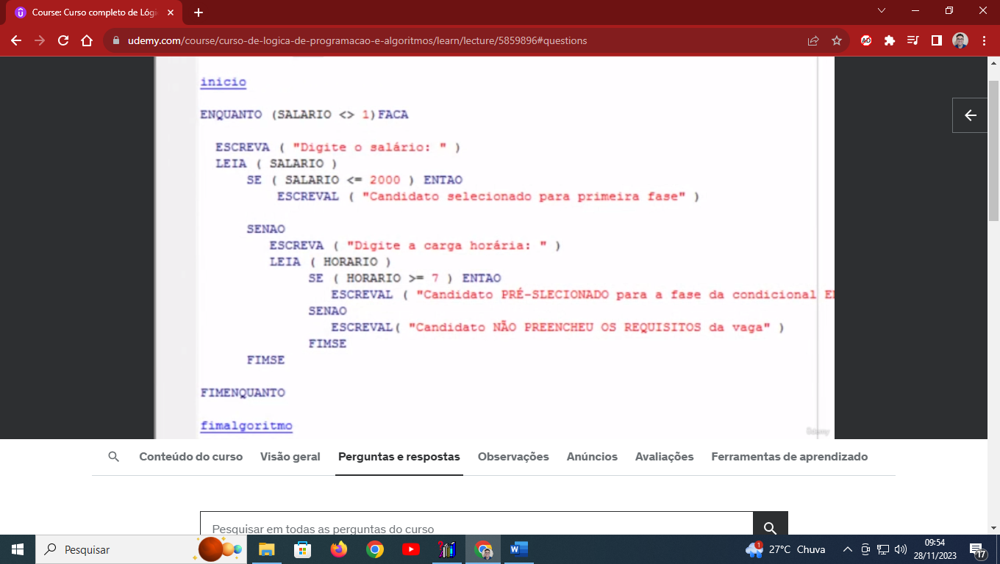 Course: Curso completo de Lógi
udemy.com/course/curso-de-logica-de-programacao-e-algoritmos/learn/lecture/5859896#questions
inicio
ENQUANTO (SALARIO <> 1)FACA
ESCREVA ( "Digite o salário: " )
LEIA ( SALARIO )
SE ( SALARIO <= 2000 ) ENTAO
ESCREVAL ( "Candidato selecionado para primeira fase" )
SENAO
ESCREVA ( "Digite a carga horária: " )
LEIA ( HORARIO )
SE ( HORARIO >= 7 ) ENTAO
ESCREVAL ( "Candidato PRÉ-SLECIONADO para a fase da condicional
SENAO
ESCREVAL( "Candidato NÃO PREENCHEU OS REQUISITOS da vaga" )
FIMSE
FIMSE
FIMENQUANTO
fimalgoritmo
Udemy
Conteúdo do curso Visão geral Perguntas e respostas Observações Anúncios Avaliações Ferramentas de aprendizado
Pesquisar em todas as perguntas do curso
Pesquisar
1
27°C Chuva
09:54
28/11/2023
17